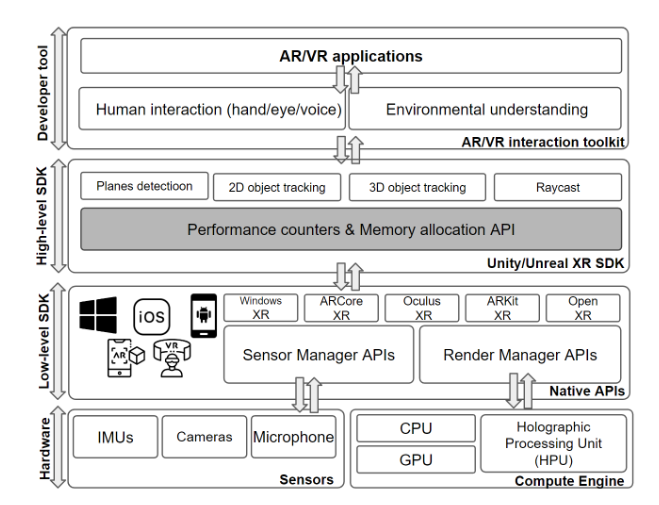 Developer tool
AR/VR applications
Human interaction (hand/eye/voice)
Environmental understanding
AR/VR interaction toolkit
High-level SDK
Planes detectioon
2D object tracking
3D object tracking
Raycast
Performance counters & Memory allocation API
Unity/Unreal XR SDK
Low-level SDK
iOS
AR
VR
Windows
XR
ARCore
XR
Oculus
XR
ARKit
XR
Open
XR
Sensor Manager APIs
Render Manager APIs
Native APIs
Hardware
IMUs
Cameras
Microphone
Sensors
CPU
GPU
Holographic
Processing Unit
(HPU)
Compute Engine